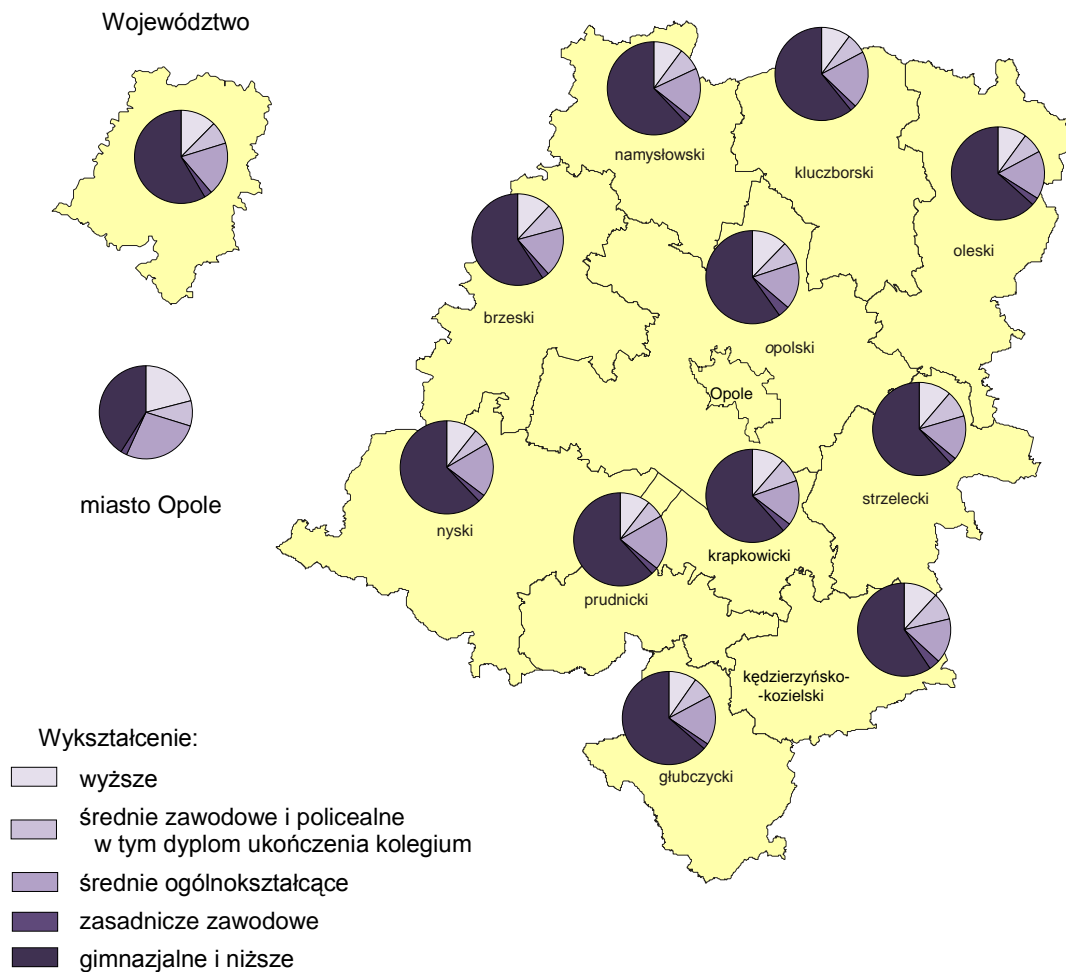 Województwo
namysłowski
kluczborski
oleski
brzeski
opolski
Opole
miasto Opole
nyski
strzelecki
krapkowicki
prudnicki
kędzierzyńsko-
-kozielski
głubczycki
Wykształcenie:
wyższe
średnie zawodowe i policealne
w tym dyplom ukończenia kolegium
średnie ogólnokształcące
zasadnicze zawodowe
gimnazjalne i niższe